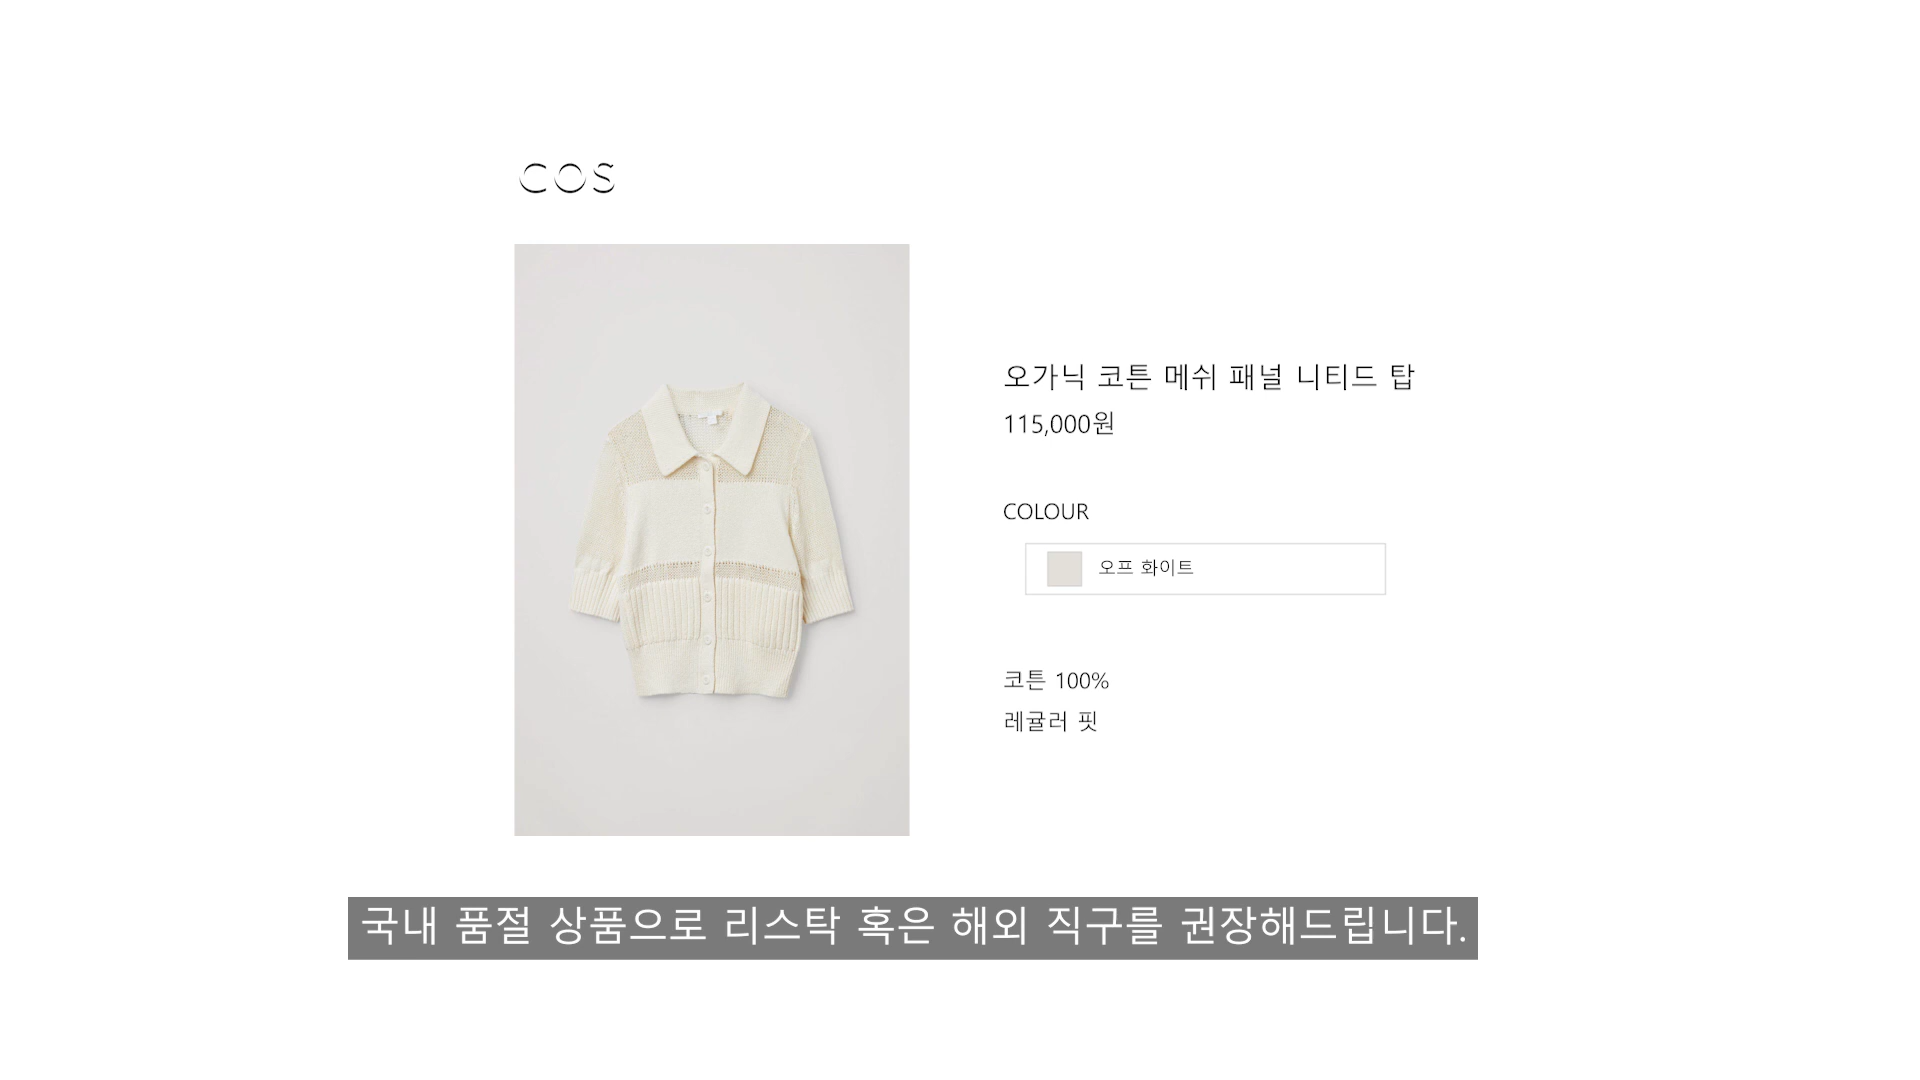 COS
오가닉 코튼 메쉬 패널 니티드 탑
115,000원
COLOUR
오프 화이트
코튼 100%
레귤러 핏
국내 품절 상품으로 리스탁 혹은 해외 직구를 권장해드립니다.